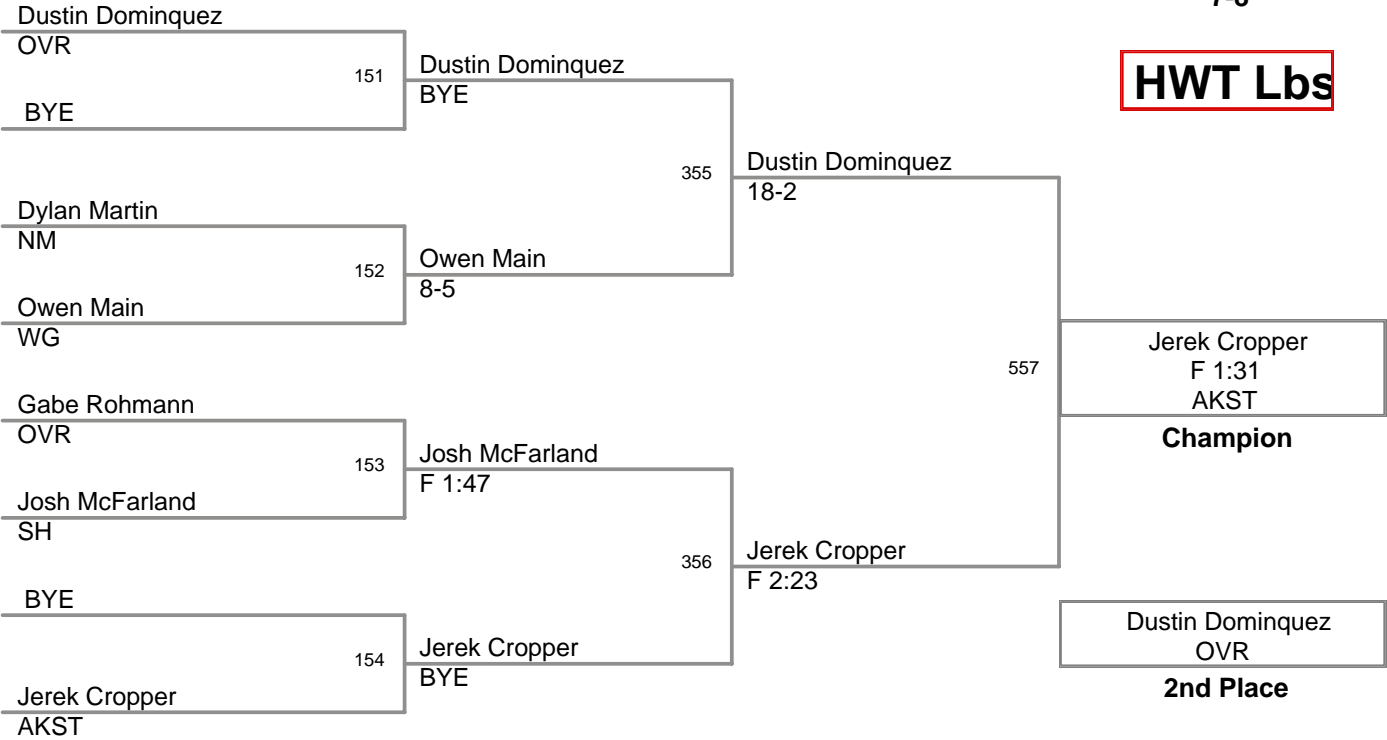 7-8
HWT Lbs
Dustin Dominquez
OVR
151
BYE
Dustin Dominquez
BYE
Dylan Martin
NM
152
Owen Main
WG
Owen Main
8-5
355
Dustin Dominquez
18-2
Gabe Rohmann
OVR
153
Josh McFarland
SH
Josh McFarland
F 1:47
BYE
154
Jerek Cropper
AKST
Jerek Cropper
BYE
356
Jerek Cropper
F 2:23
557
Jerek Cropper
F 1:31
AKST
Champion
Dustin Dominquez
OVR
2nd Place